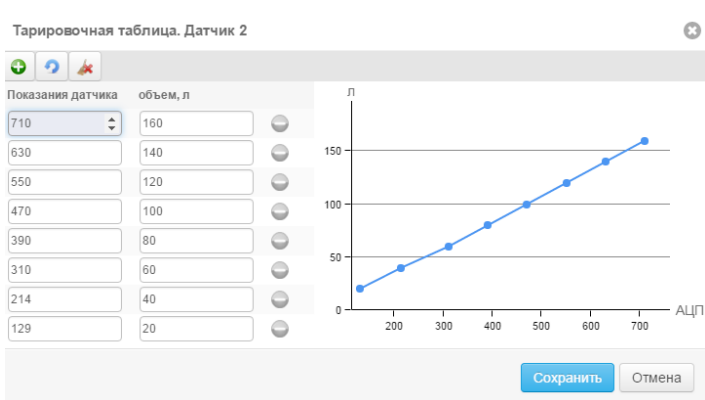 Тарировочная таблица. Датчик 2
Показания датчика объем, л
710 160
630 140
550 120
470 100
390 80
310 60
214 40
129 20
Л
150
100
50
0
200 300 400 500 600 700
АЦП
Сохранить Отмена